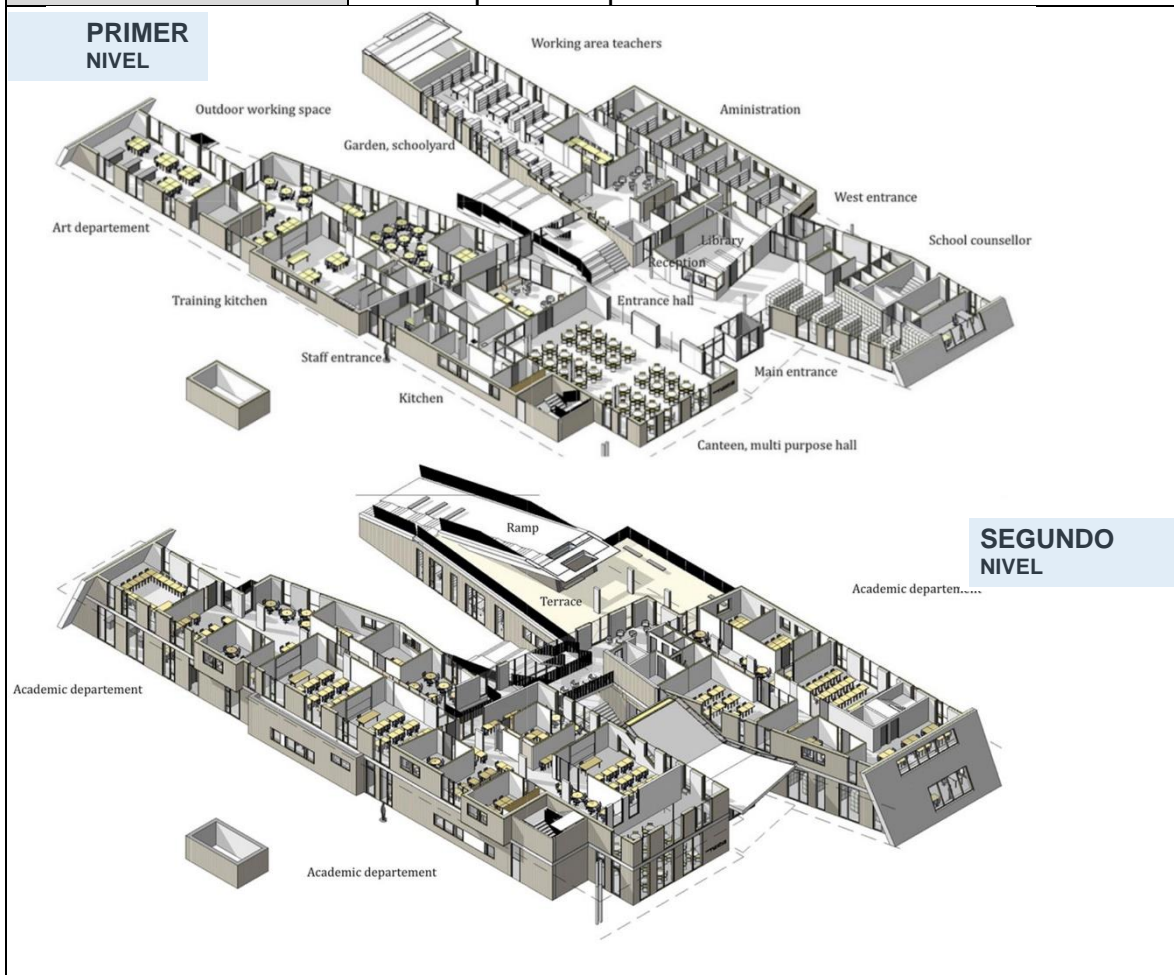 PRIMER
NIVEL
Working area teachers
Outdoor working space
Aministration
Garden, schoolyard
West entrance
Art departement
Library
School counsellor
Reception
Training kitchen
Entrance hall
Staff entrance
Main entrance
Kitchen
Canteen, multi purpose hall
Ramp
SEGUNDO
NIVEL
Terrace
Academic departement
Academic departement
Academic departement